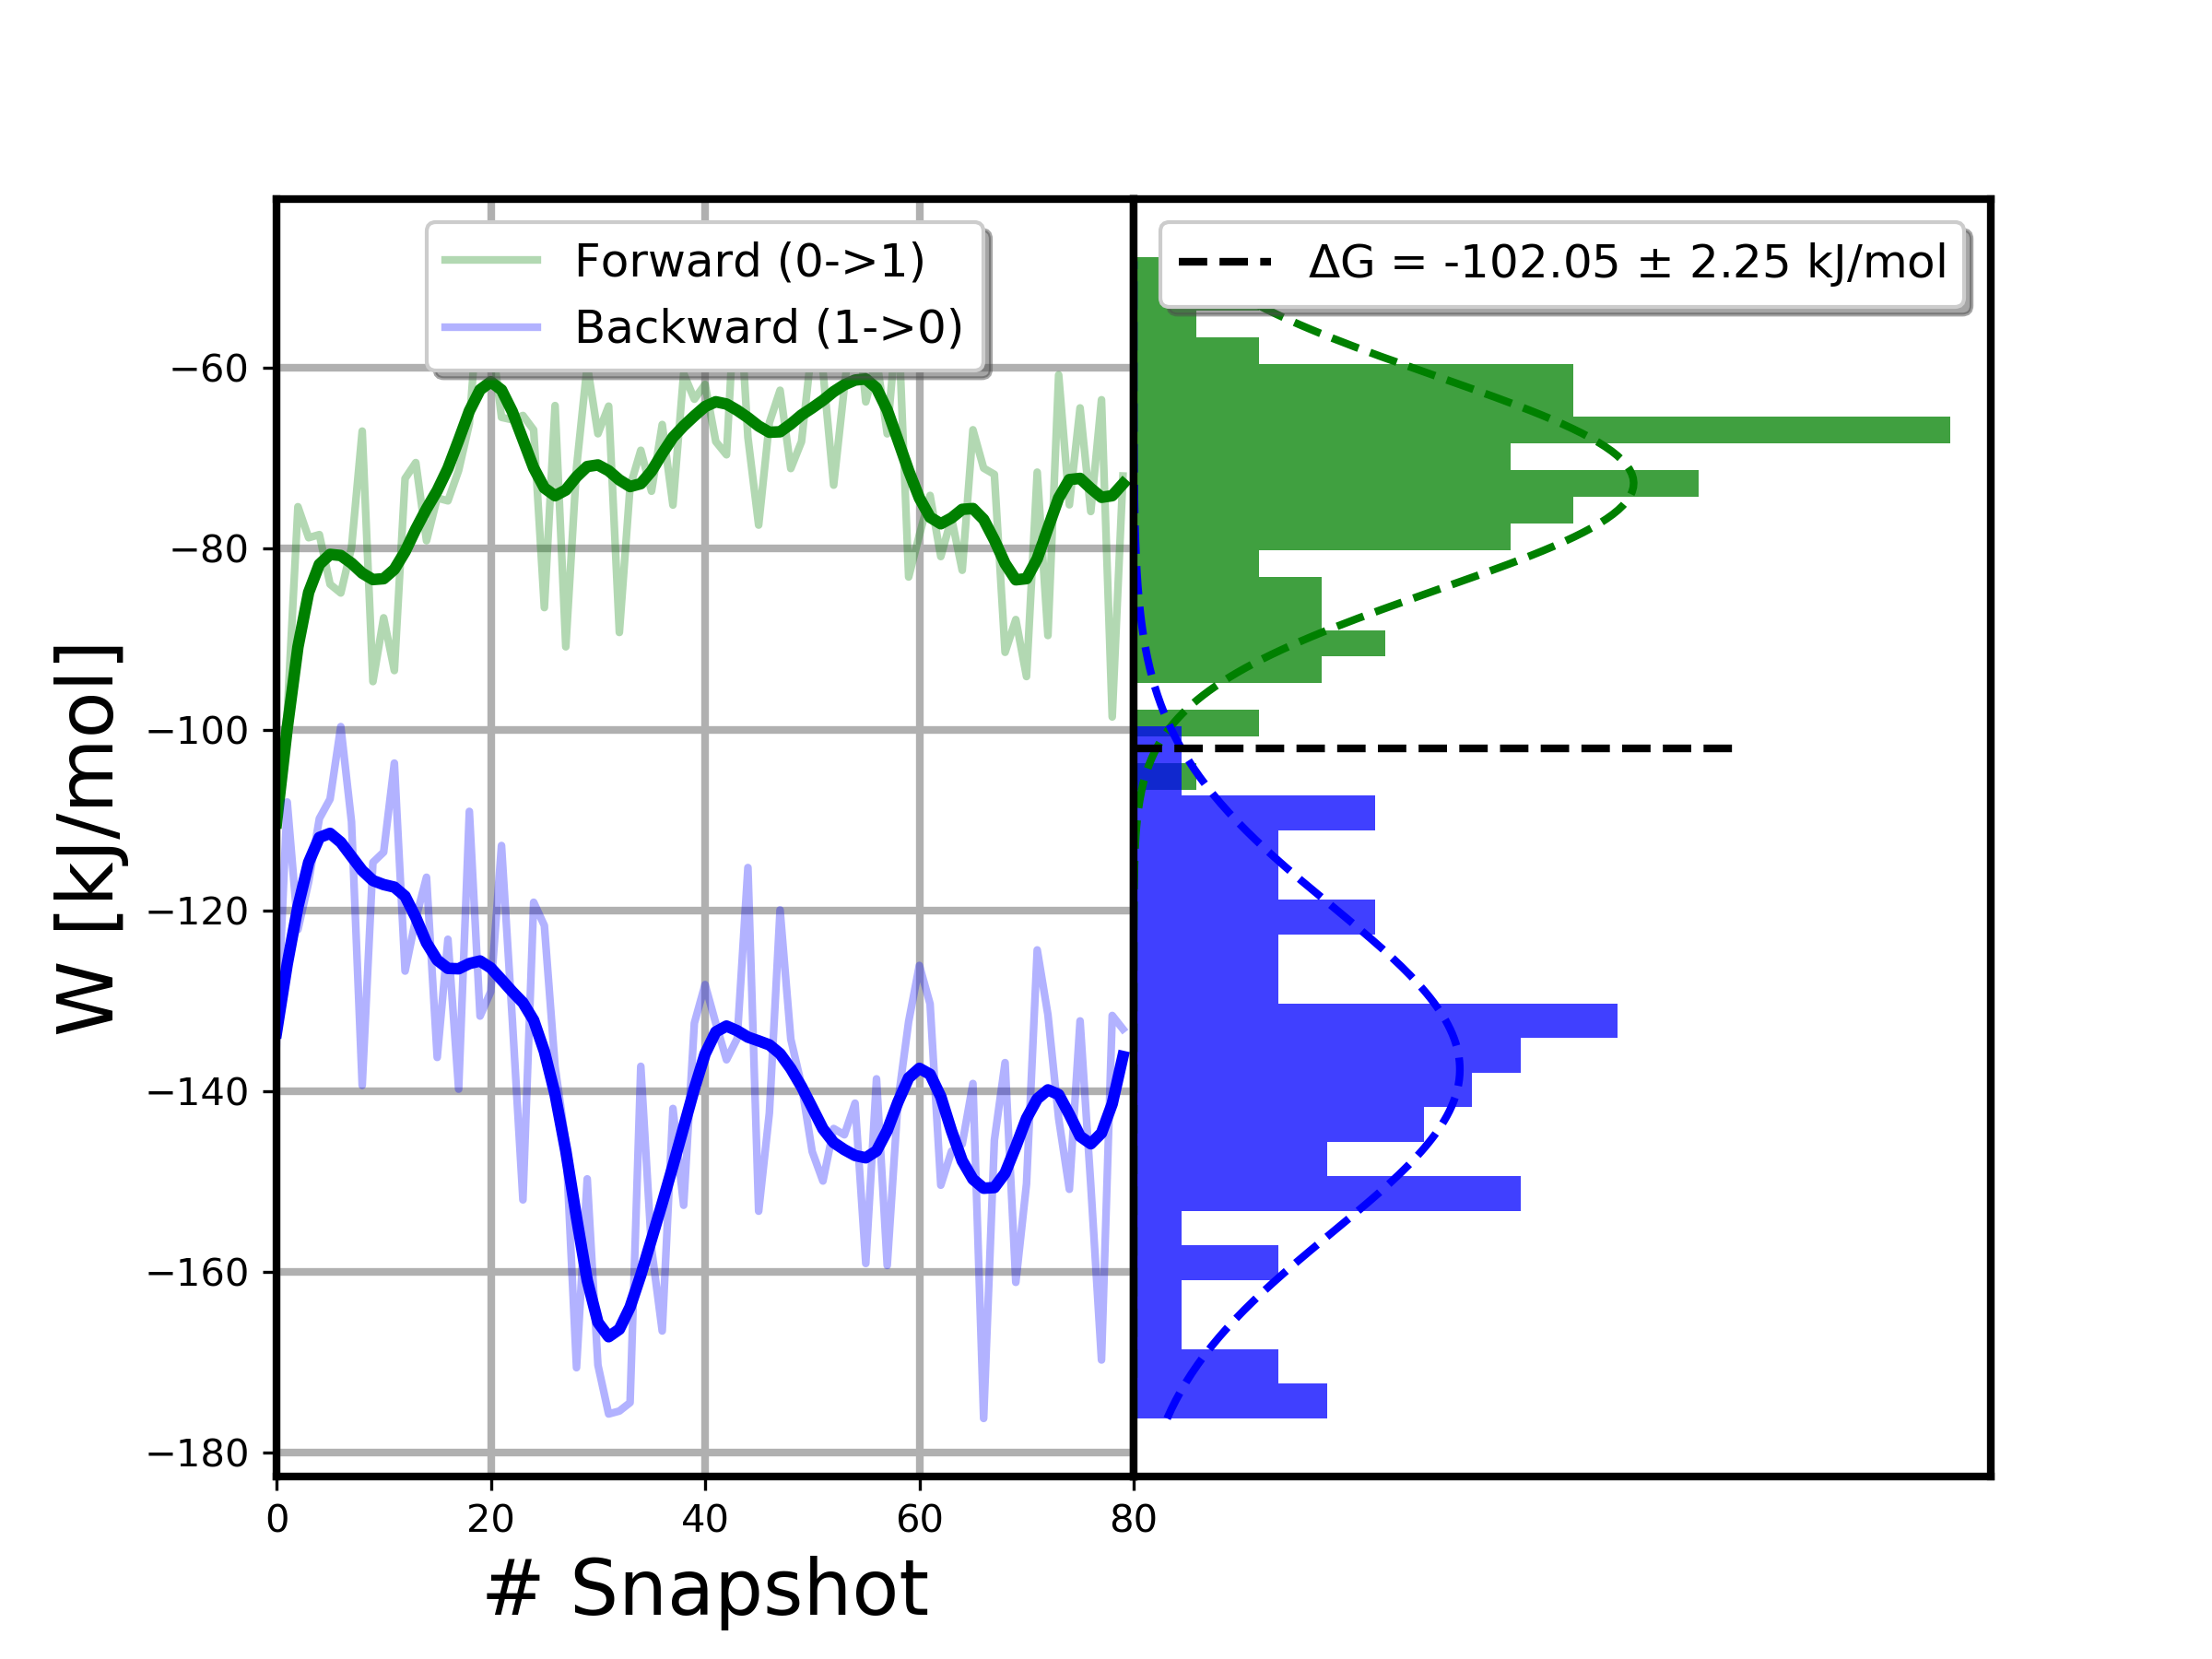 Forward (0->1)
Backward (1->0)
ΔG = -102.05 ± 2.25 kJ/mol
W [kJ/mol]
−60
−80
−100
−120
−140
−160
−180
0 20 40 60 80
# Snapshot